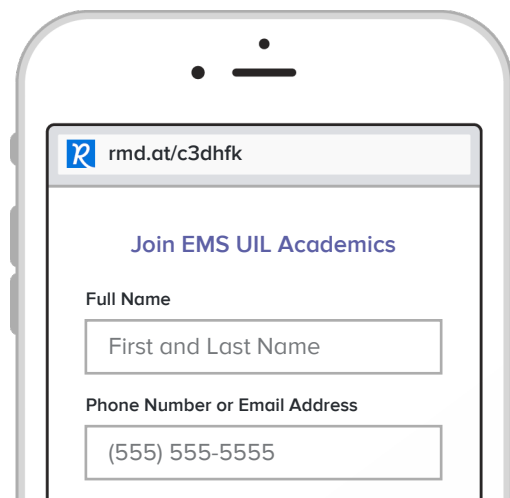 rmd.at/c3dhfk
Join EMS UIL Academics
Full Name
First and Last Name
Phone Number or Email Address
(555) 555-5555